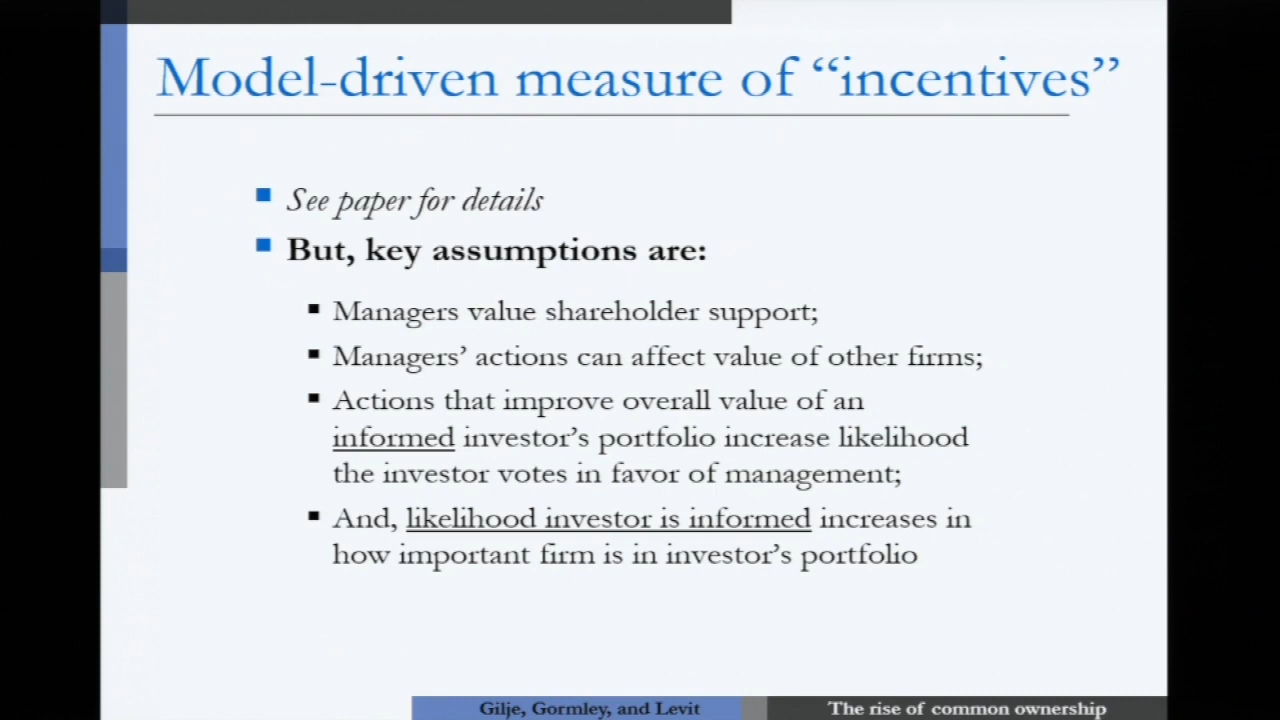 Model-driven measure of “incentives”
See paper for details
But, key assumptions are:
Managers value shareholder support;
Managers’ actions can affect value of other firms;
Actions that improve overall value of an
informed investor’s portfolio increase likelihood
the investor votes in favor of management;
And, likelihood investor is informed increases in
how important firm is in investor’s portfolio
Gilje, Gormley, and Levit
The rise of common ownership